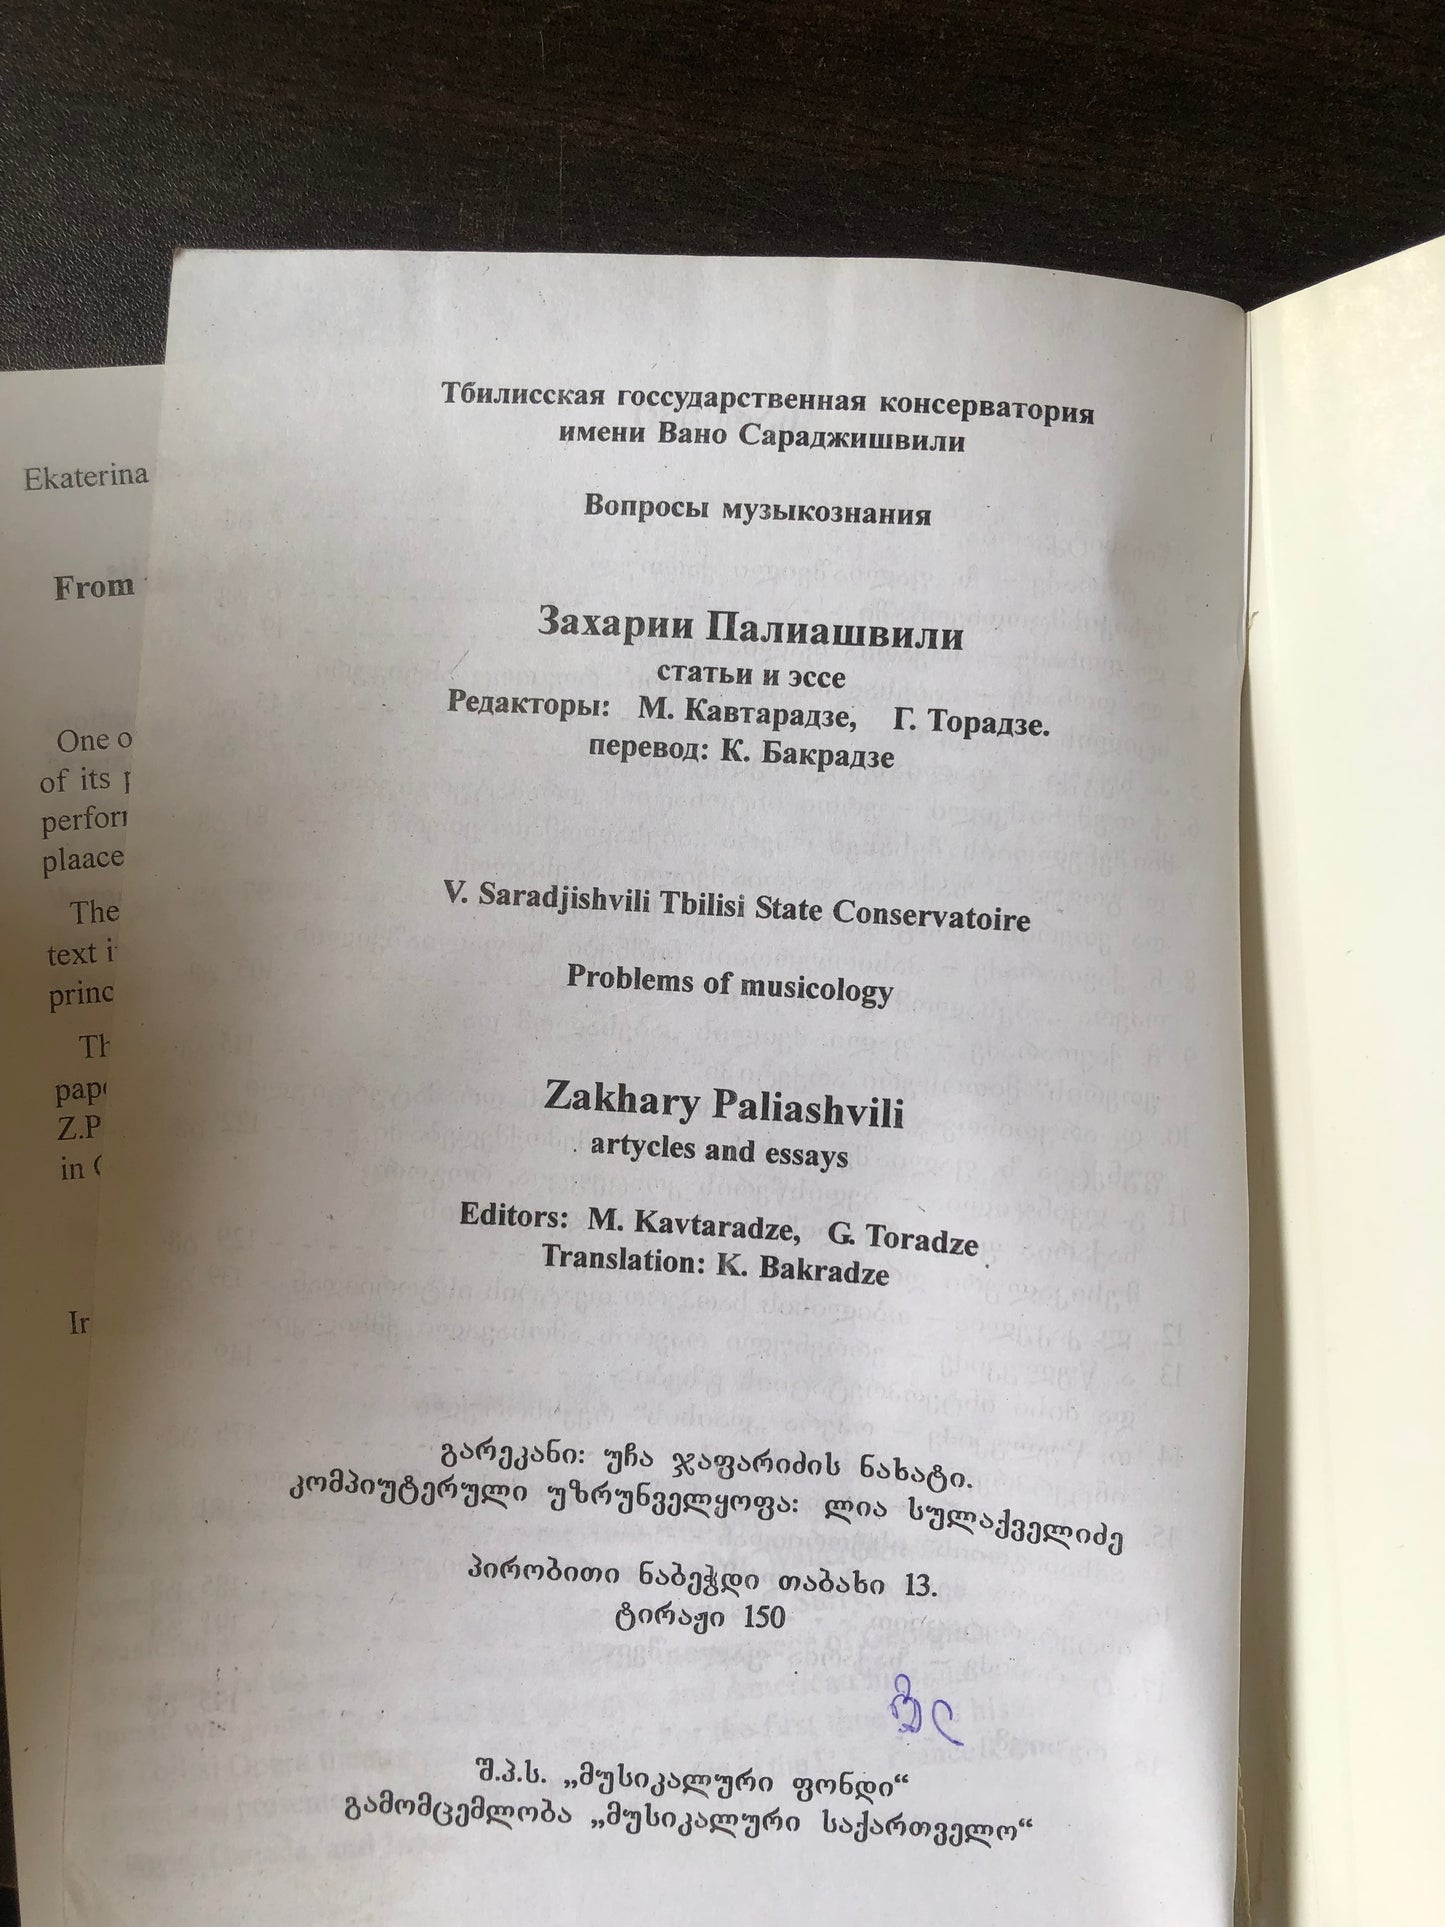 Ekaterina
From
One o
of its
perfor
plaace
The
text i
princ
Th
pap
Z.P
in
Ir
Тбилисская госсударственная консерватория
имени Вано Сараджишвили
Вопросы музыкознания
Захарии Палиашвили
статьи и эссе
Редакторы: М. Кавтарадзе, Г. Торадзе.
перевод: К. Бакрадзе
V. Saradjishvili Tbilisi State Conservatoire
Problems of musicology
Zakhary Paliashvili
artycles and essays
Editors: M. Kavtaradze, G. Toradze
Translation: K. Bakradze
გარეკანი: უჩა ჯაფარიძის ნახატი.
კომპიუტერული უზრუნველყოფა: ლია სულაქველიძე
პირობითი ნაბეჭდი თაბახი 13.
ტირაჟი 150
შ.პ.ს. „მუსიკალური ფონდი“
გამომცემლობა „მუსიკალური საქართველო“